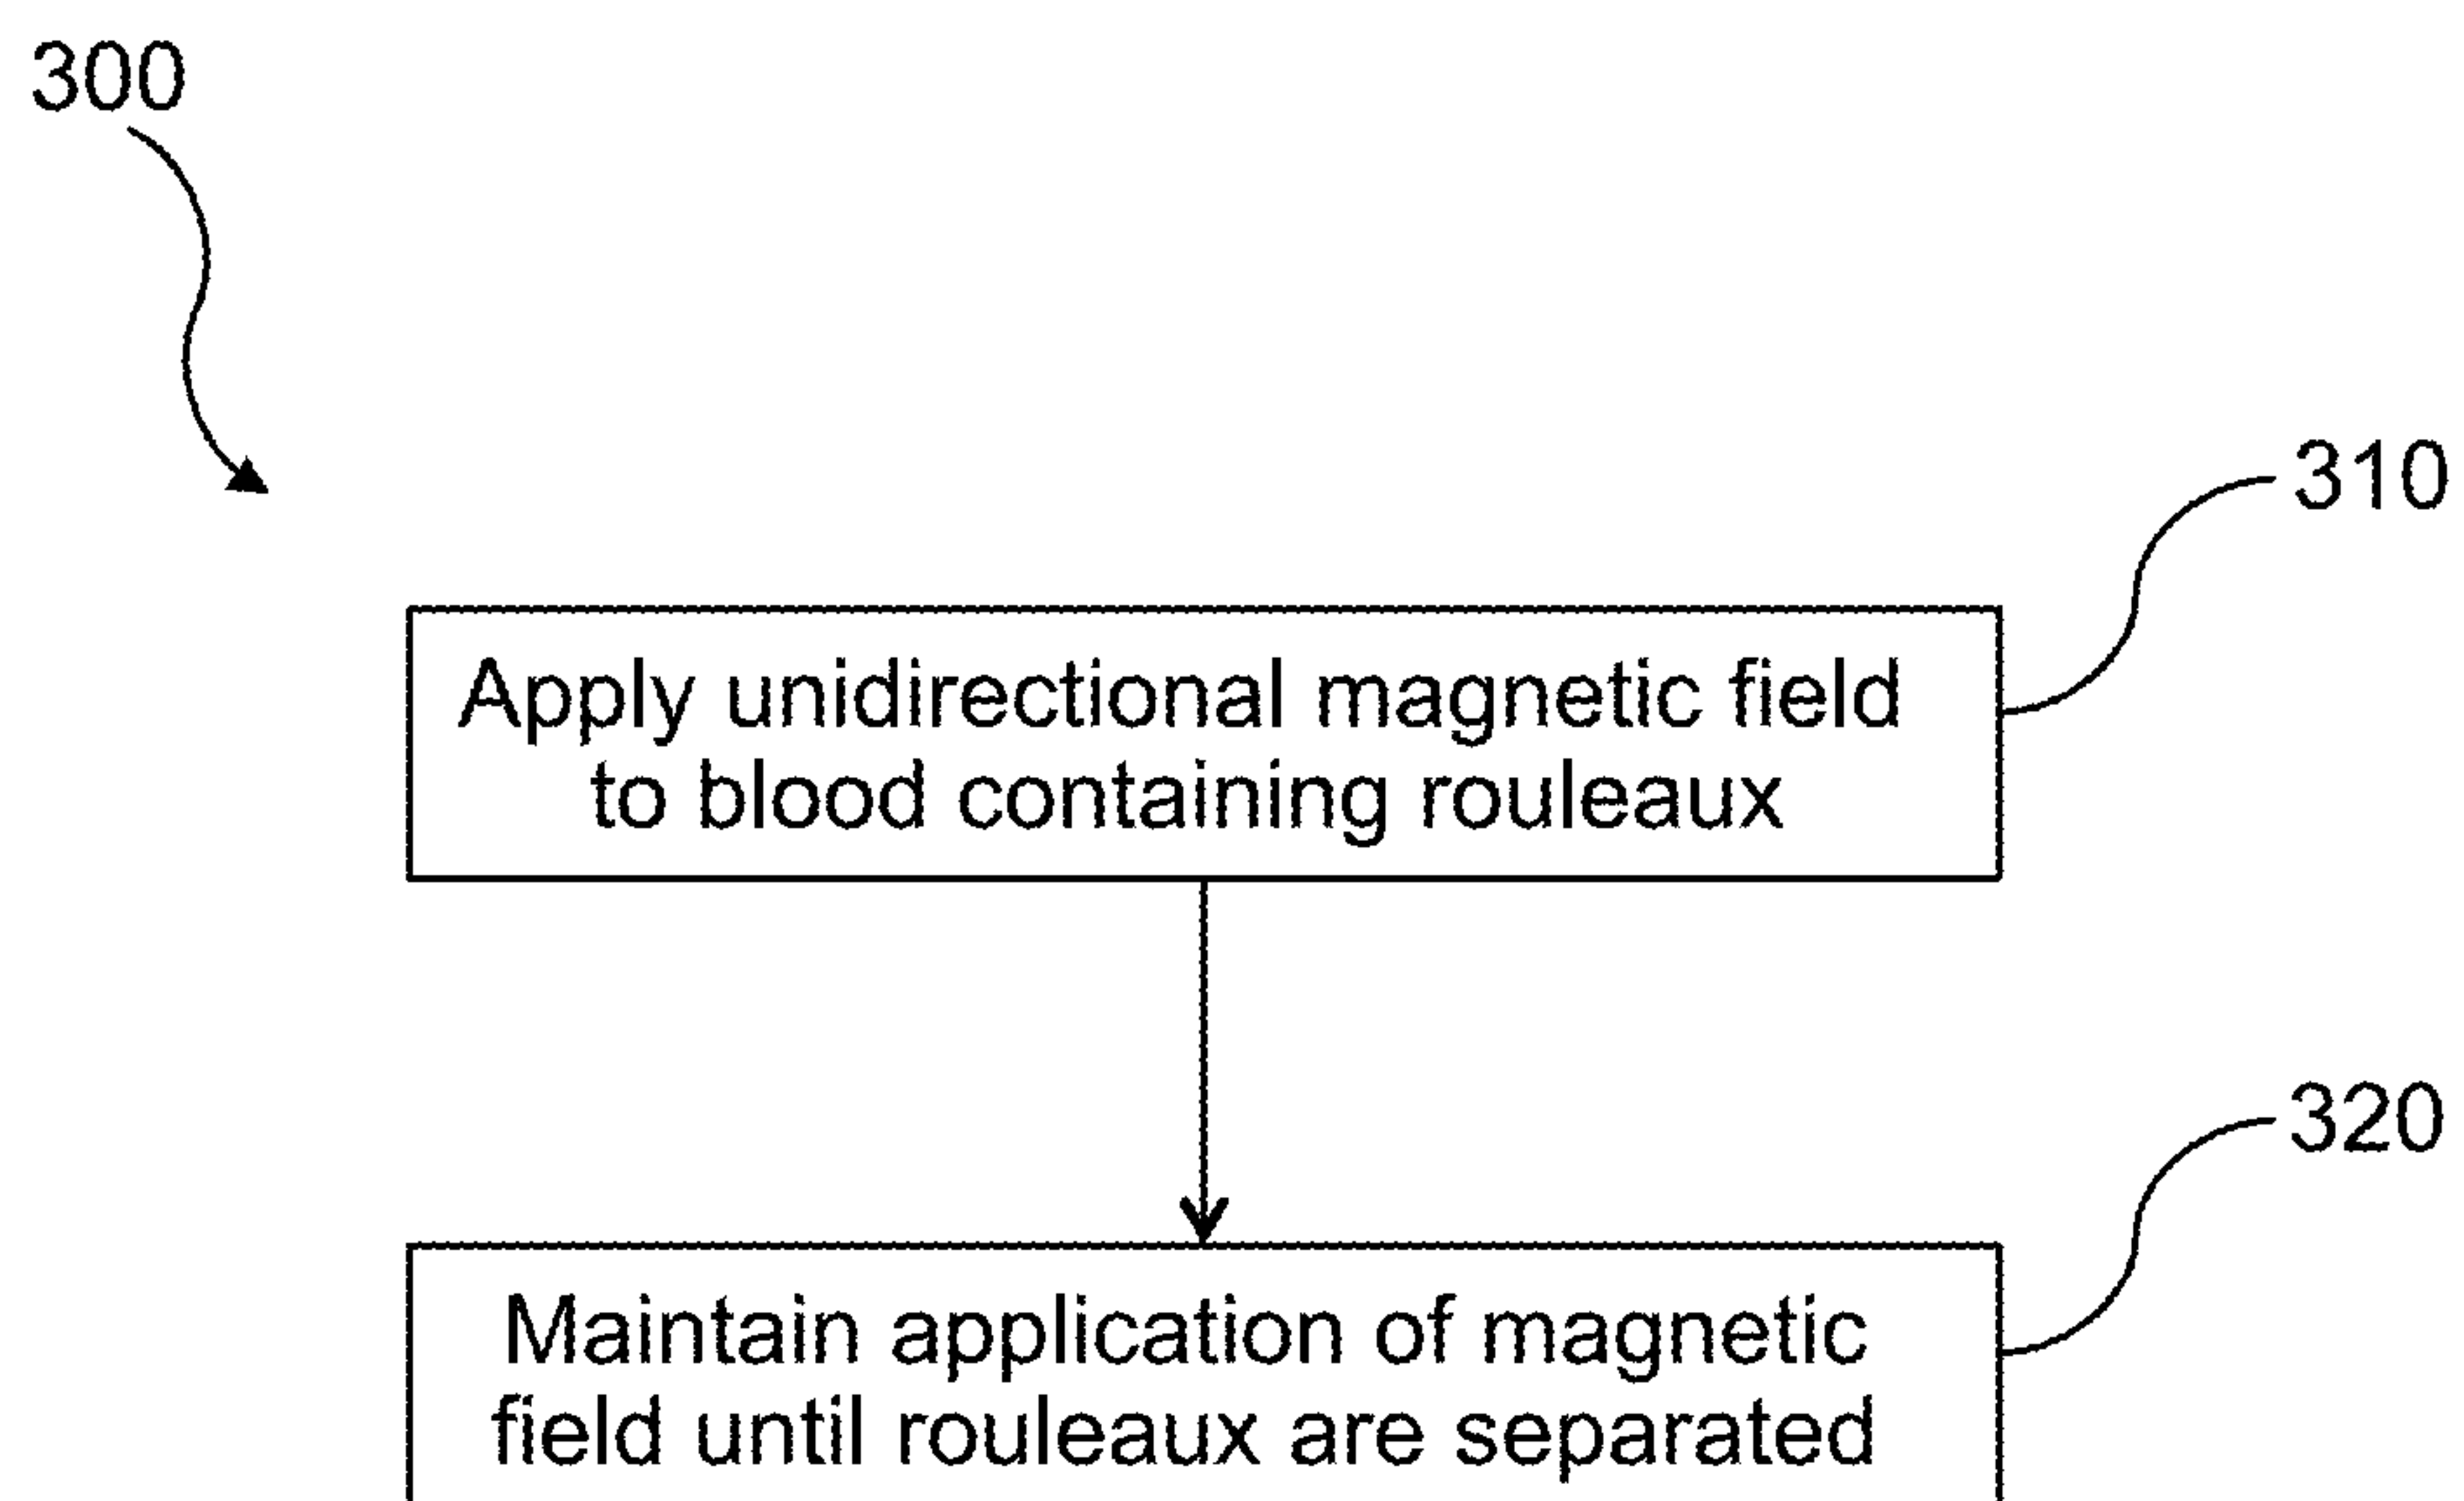 300
310
Apply unidirectional magnetic field
to blood containing rouleaux
320
Maintain application of magnetic
field until rouleaux are separated